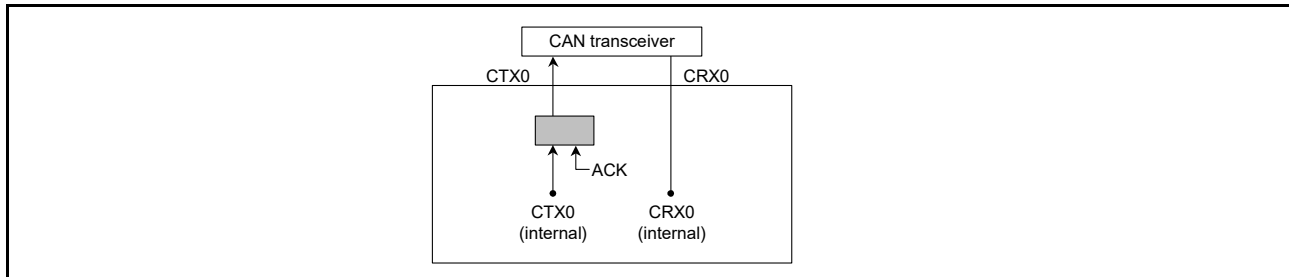 CAN transceiver
CTX0 CRX0
ACK
CTX0 CRX0
(internal) (internal)